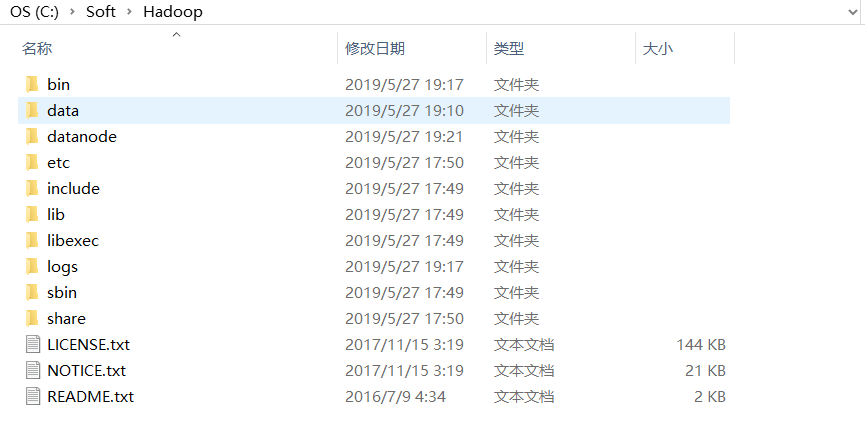 OS (C:) › Soft › Hadoop
名称 修改日期 类型 大小
bin 2019/5/27 19:17 文件夹
data 2019/5/27 19:10 文件夹
datanode 2019/5/27 19:21 文件夹
etc 2019/5/27 17:50 文件夹
include 2019/5/27 17:49 文件夹
lib 2019/5/27 17:49 文件夹
libexec 2019/5/27 17:49 文件夹
logs 2019/5/27 19:17 文件夹
sbin 2019/5/27 17:49 文件夹
share 2019/5/27 17:50 文件夹
LICENSE.txt 2017/11/15 3:19 文本文档 144 KB
NOTICE.txt 2017/11/15 3:19 文本文档 21 KB
README.txt 2016/7/9 4:34 文本文档 2 KB